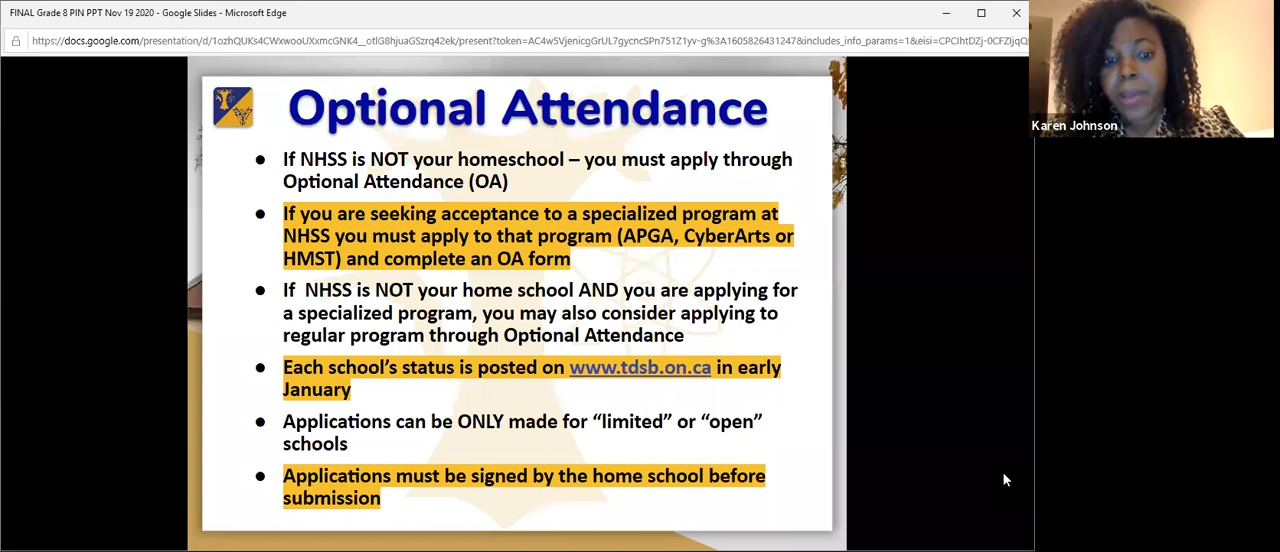 FINAL Grade 8 PIN PPT Nov 19 2020 - Google Slides - Microsoft Edge
Optional Attendance
● If NHSS is NOT your homeschool – you must apply through
Optional Attendance (OA)
● If you are seeking acceptance to a specialized program at
NHSS you must apply to that program (APGA, CyberArts or
HMST) and complete an OA form
● If NHSS is NOT your home school AND you are applying for
a specialized program, you may also consider applying to
regular program through Optional Attendance
● Each school’s status is posted on www.tdsb.on.ca in early
January
● Applications can be ONLY made for “limited” or “open”
schools
● Applications must be signed by the home school before
submission
Karen Johnson